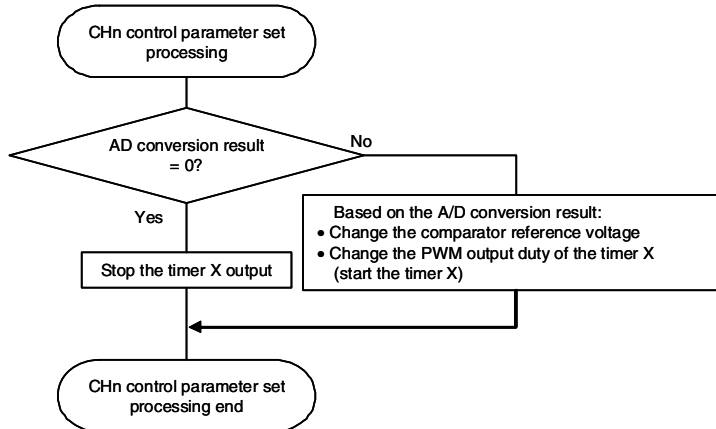 CHn control parameter set
processing
AD conversion result
= 0?
No
Yes
Stop the timer X output
Based on the A/D conversion result:
• Change the comparator reference voltage
• Change the PWM output duty of the timer X
(start the timer X)
CHn control parameter set
processing end